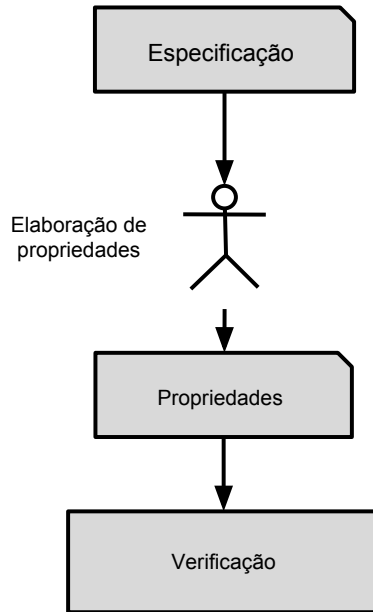 Especificação
Elaboração de
propriedades
Propriedades
Verificação